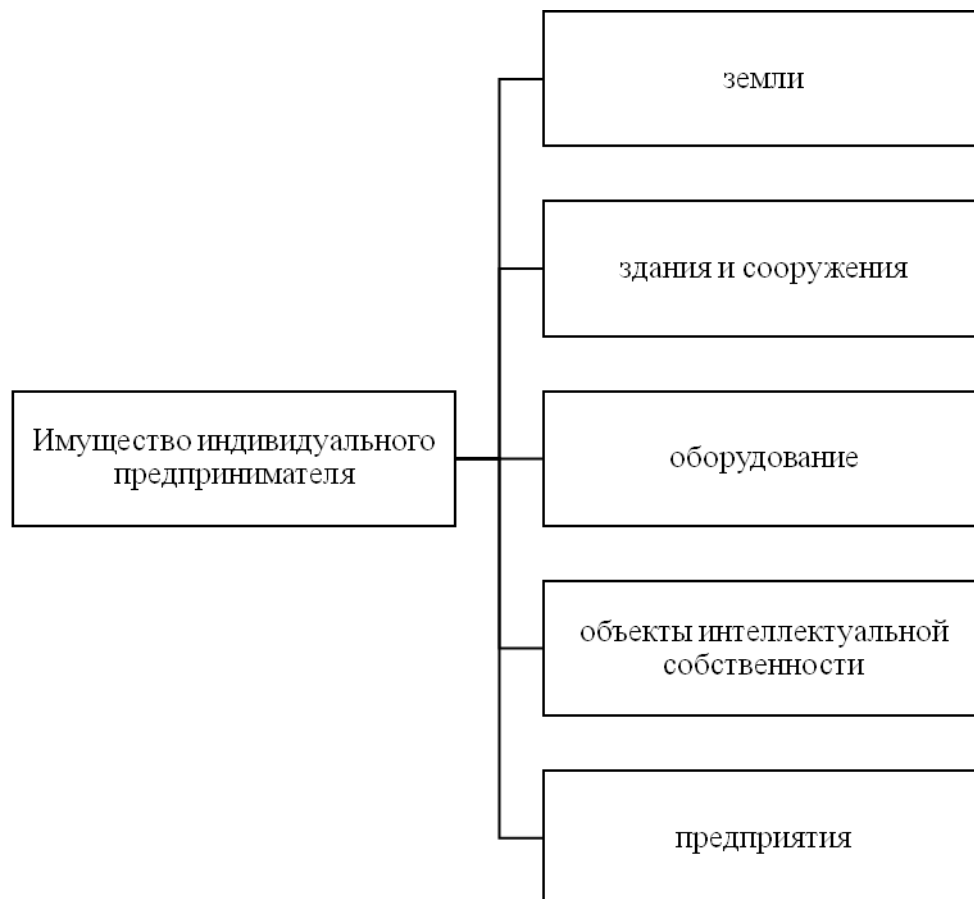 земли
здания и сооружения
Имущество индивидуального
предпринимателя
оборудование
объекты интеллектуальной
собственности
предприятия